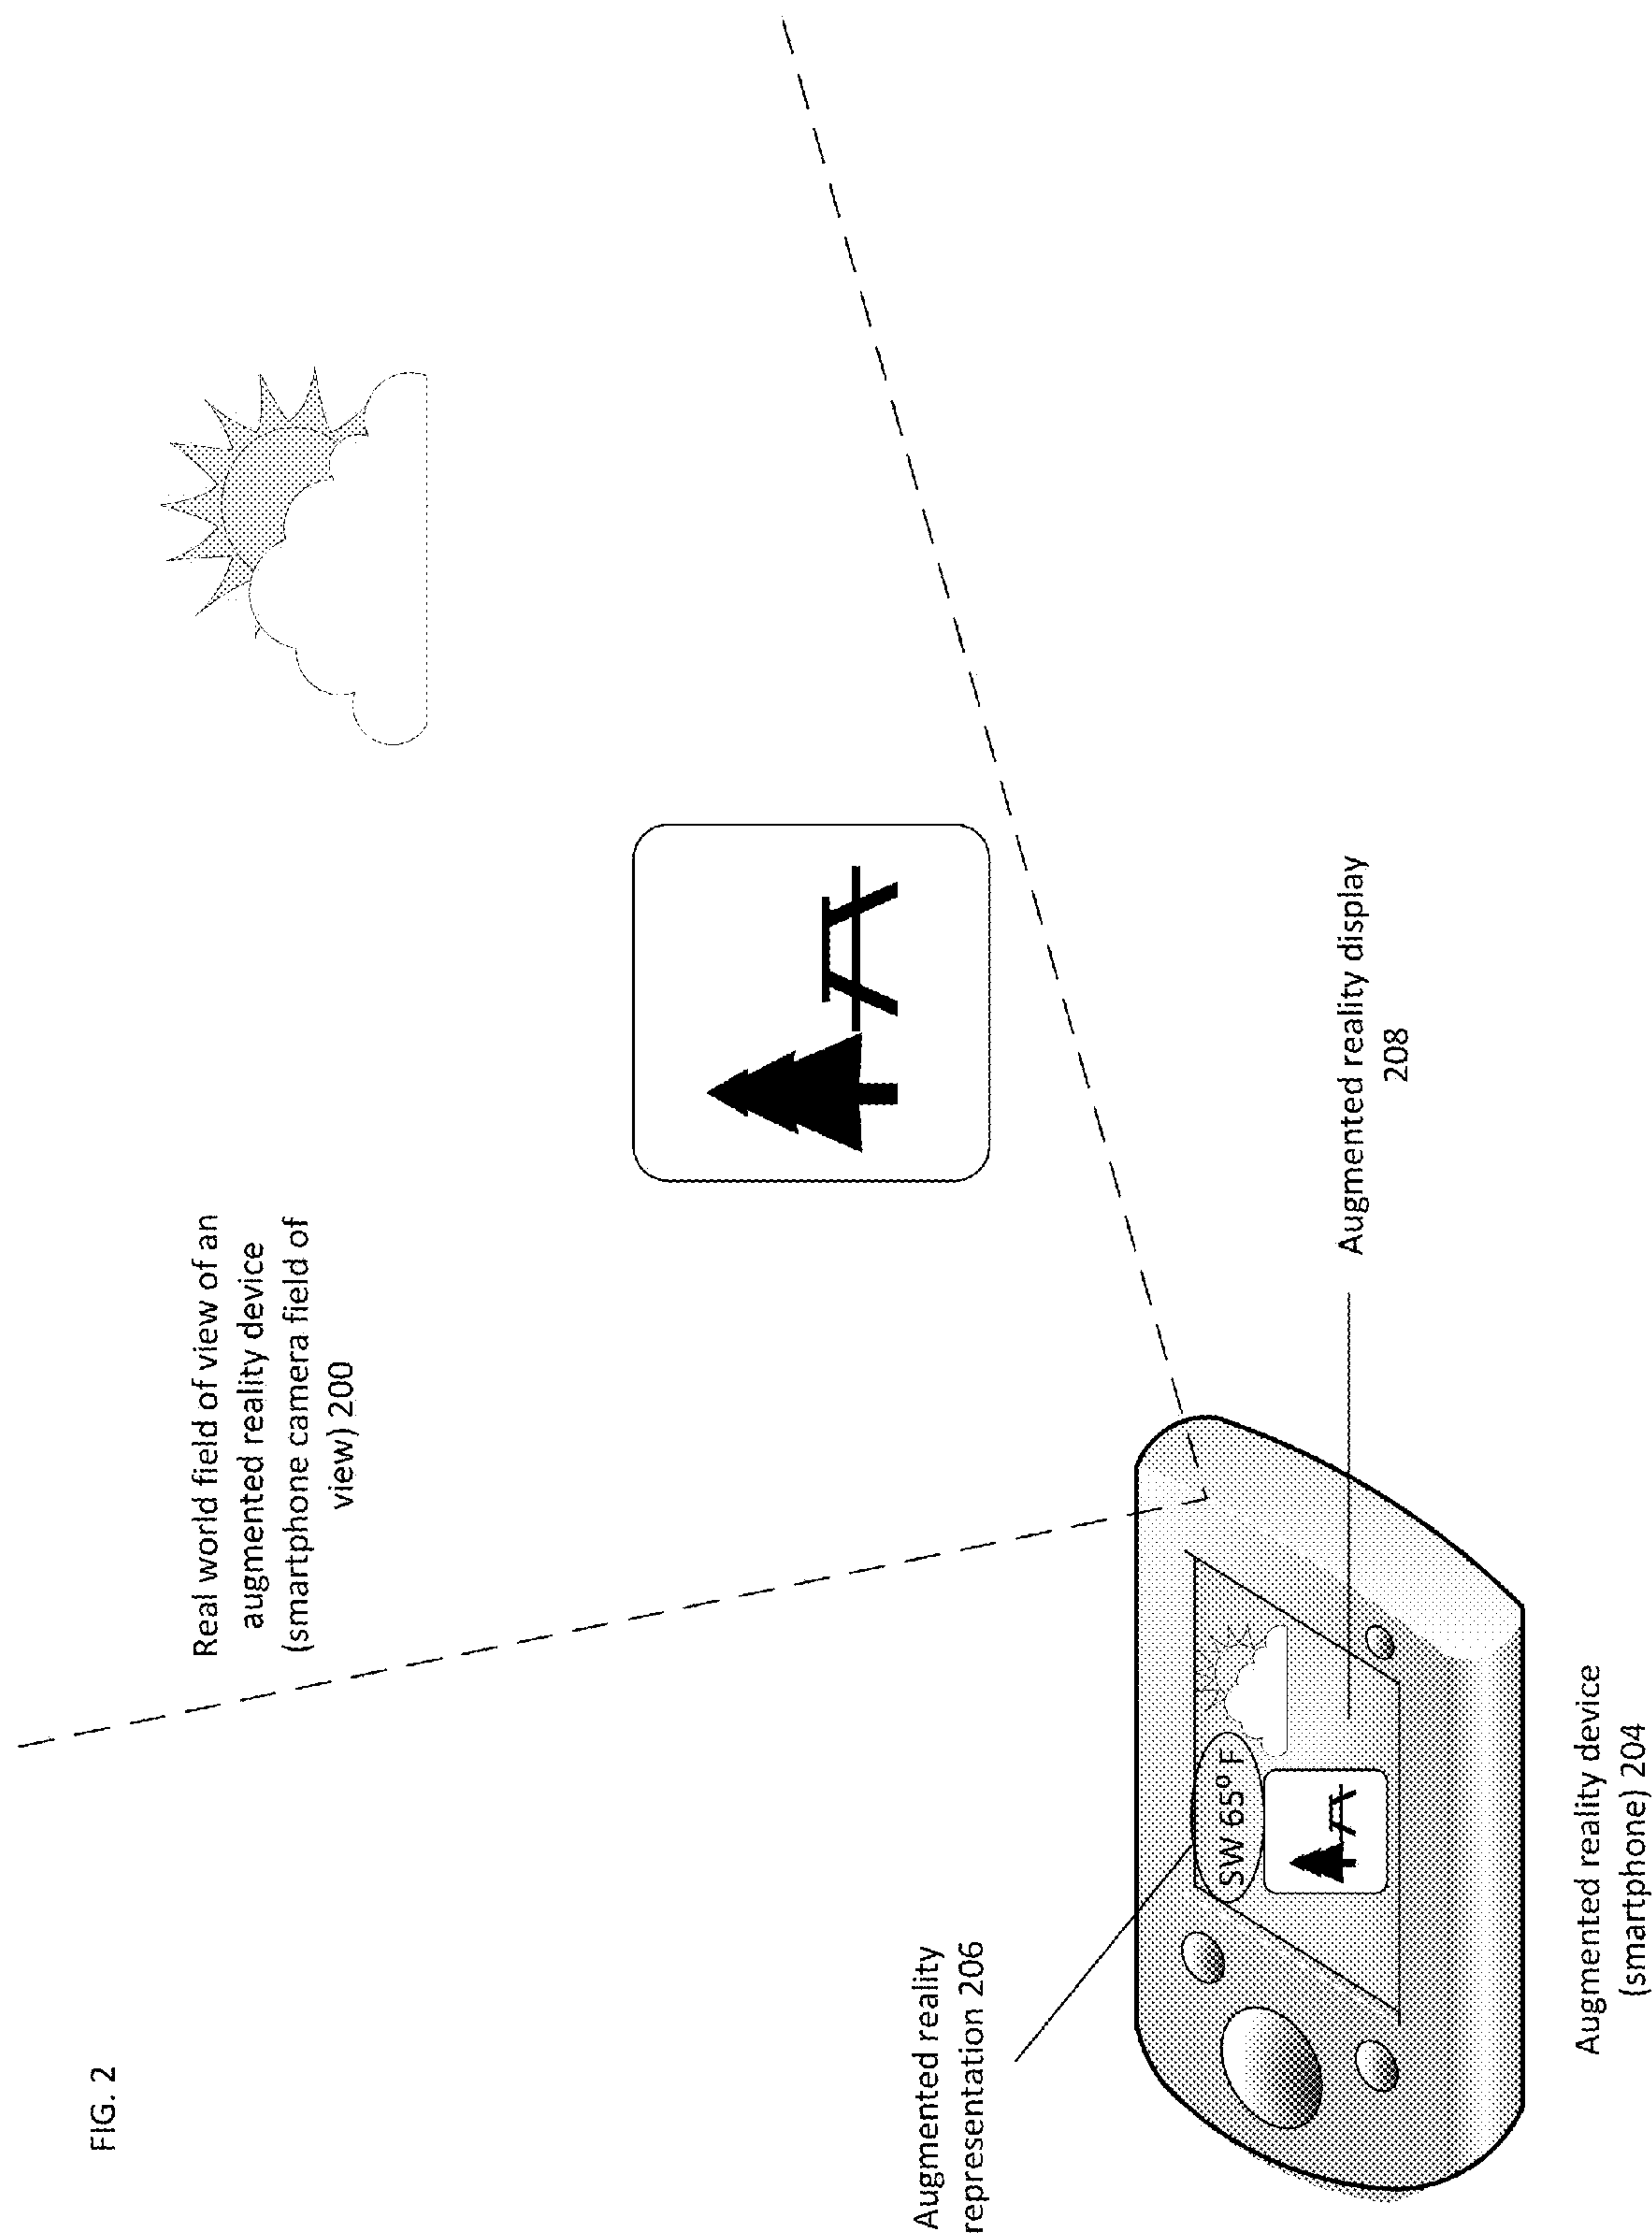 FIG. 2
Real world field of view of an
augmented reality device
(smartphone camera field of
view) 200
Augmented reality
representation 206
SW 65º F
Augmented reality display
208
Augmented reality device
(smartphone) 204